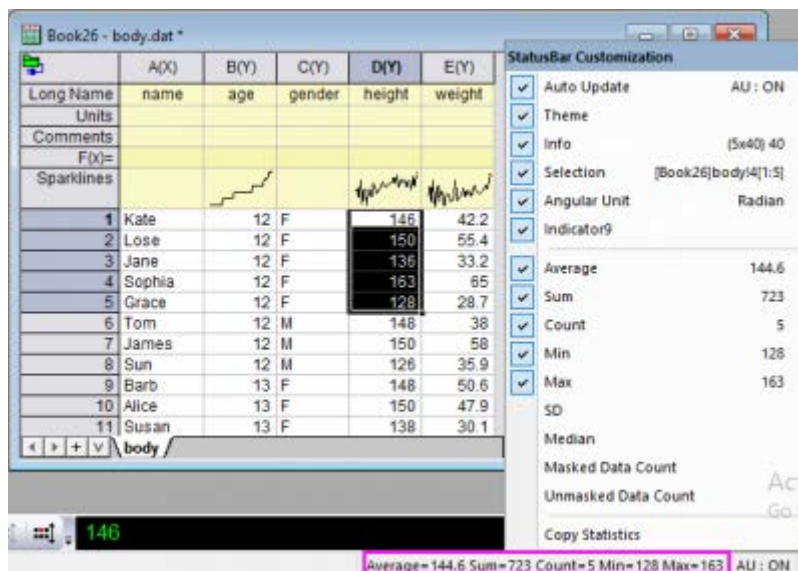 Book26 - body.dat *
A(X) B(Y) C(Y) D(Y) E(Y)
Long Name name age gender height weight
Units
Comments
F(x)=
Sparklines
1 Kate 12 F 146 42.2
2 Lose 12 F 150 55.4
3 Jane 12 F 136 33.2
4 Sophia 12 F 163 65
5 Grace 12 F 128 28.7
6 Tom 12 M 148 38
7 James 12 M 150 58
8 Sun 12 M 126 35.9
9 Barb 13 F 148 50.6
10 Alice 13 F 150 47.9
11 Susan 13 F 138 30.1
body
StatusBar Customization
Auto Update AU : ON
Theme
Info (5x40) 40
Selection [Book26]body!4[1:5]
Angular Unit Radian
Indicator9
Average 144.6
Sum 723
Count 5
Min 128
Max 163
SD
Median
Masked Data Count
Unmasked Data Count
Copy Statistics
146
Average=144.6 Sum=723 Count=5 Min=128 Max=163 AU : ON